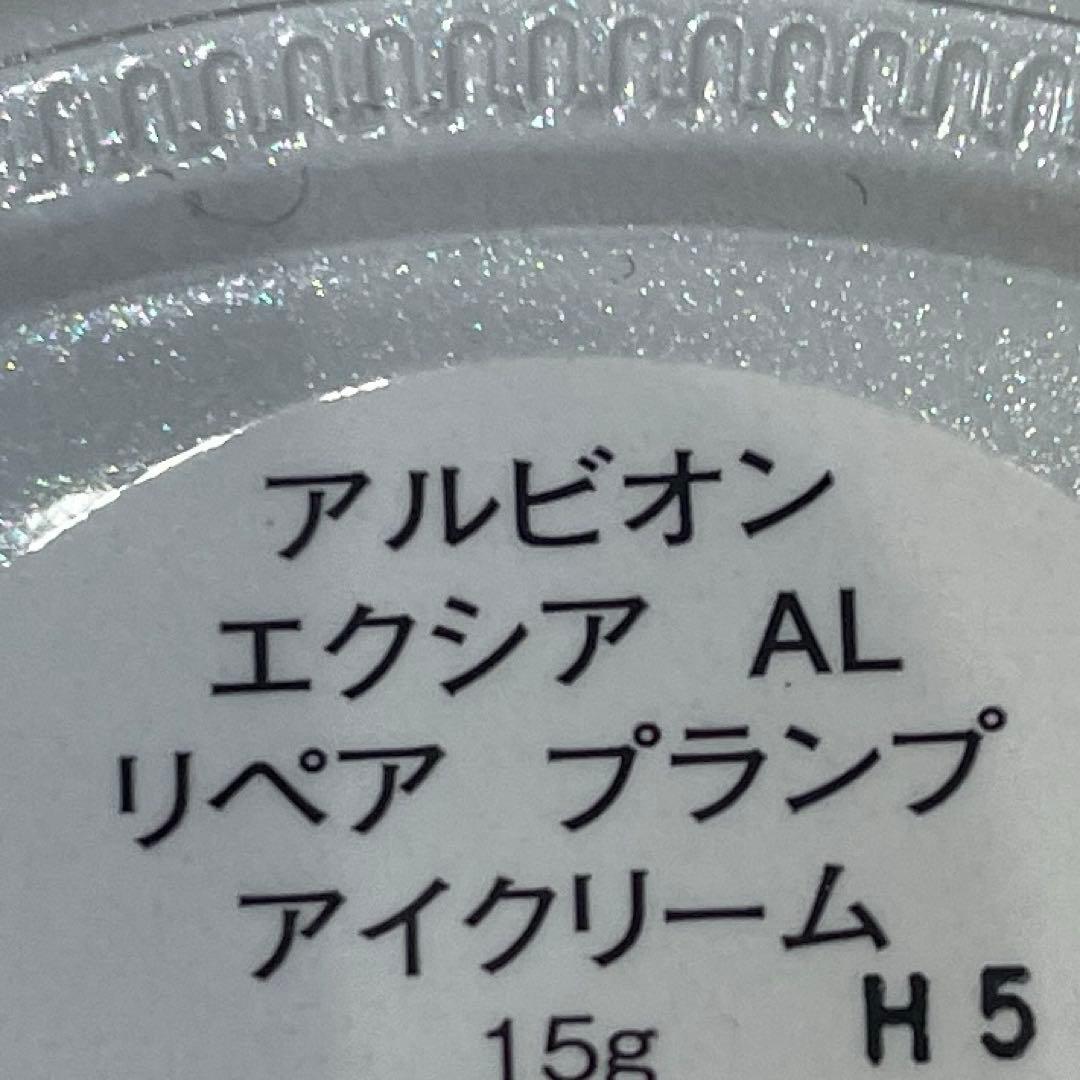 アルビオン
エクシア AL
リペア プランプ
アイクリーム
H 5
15g